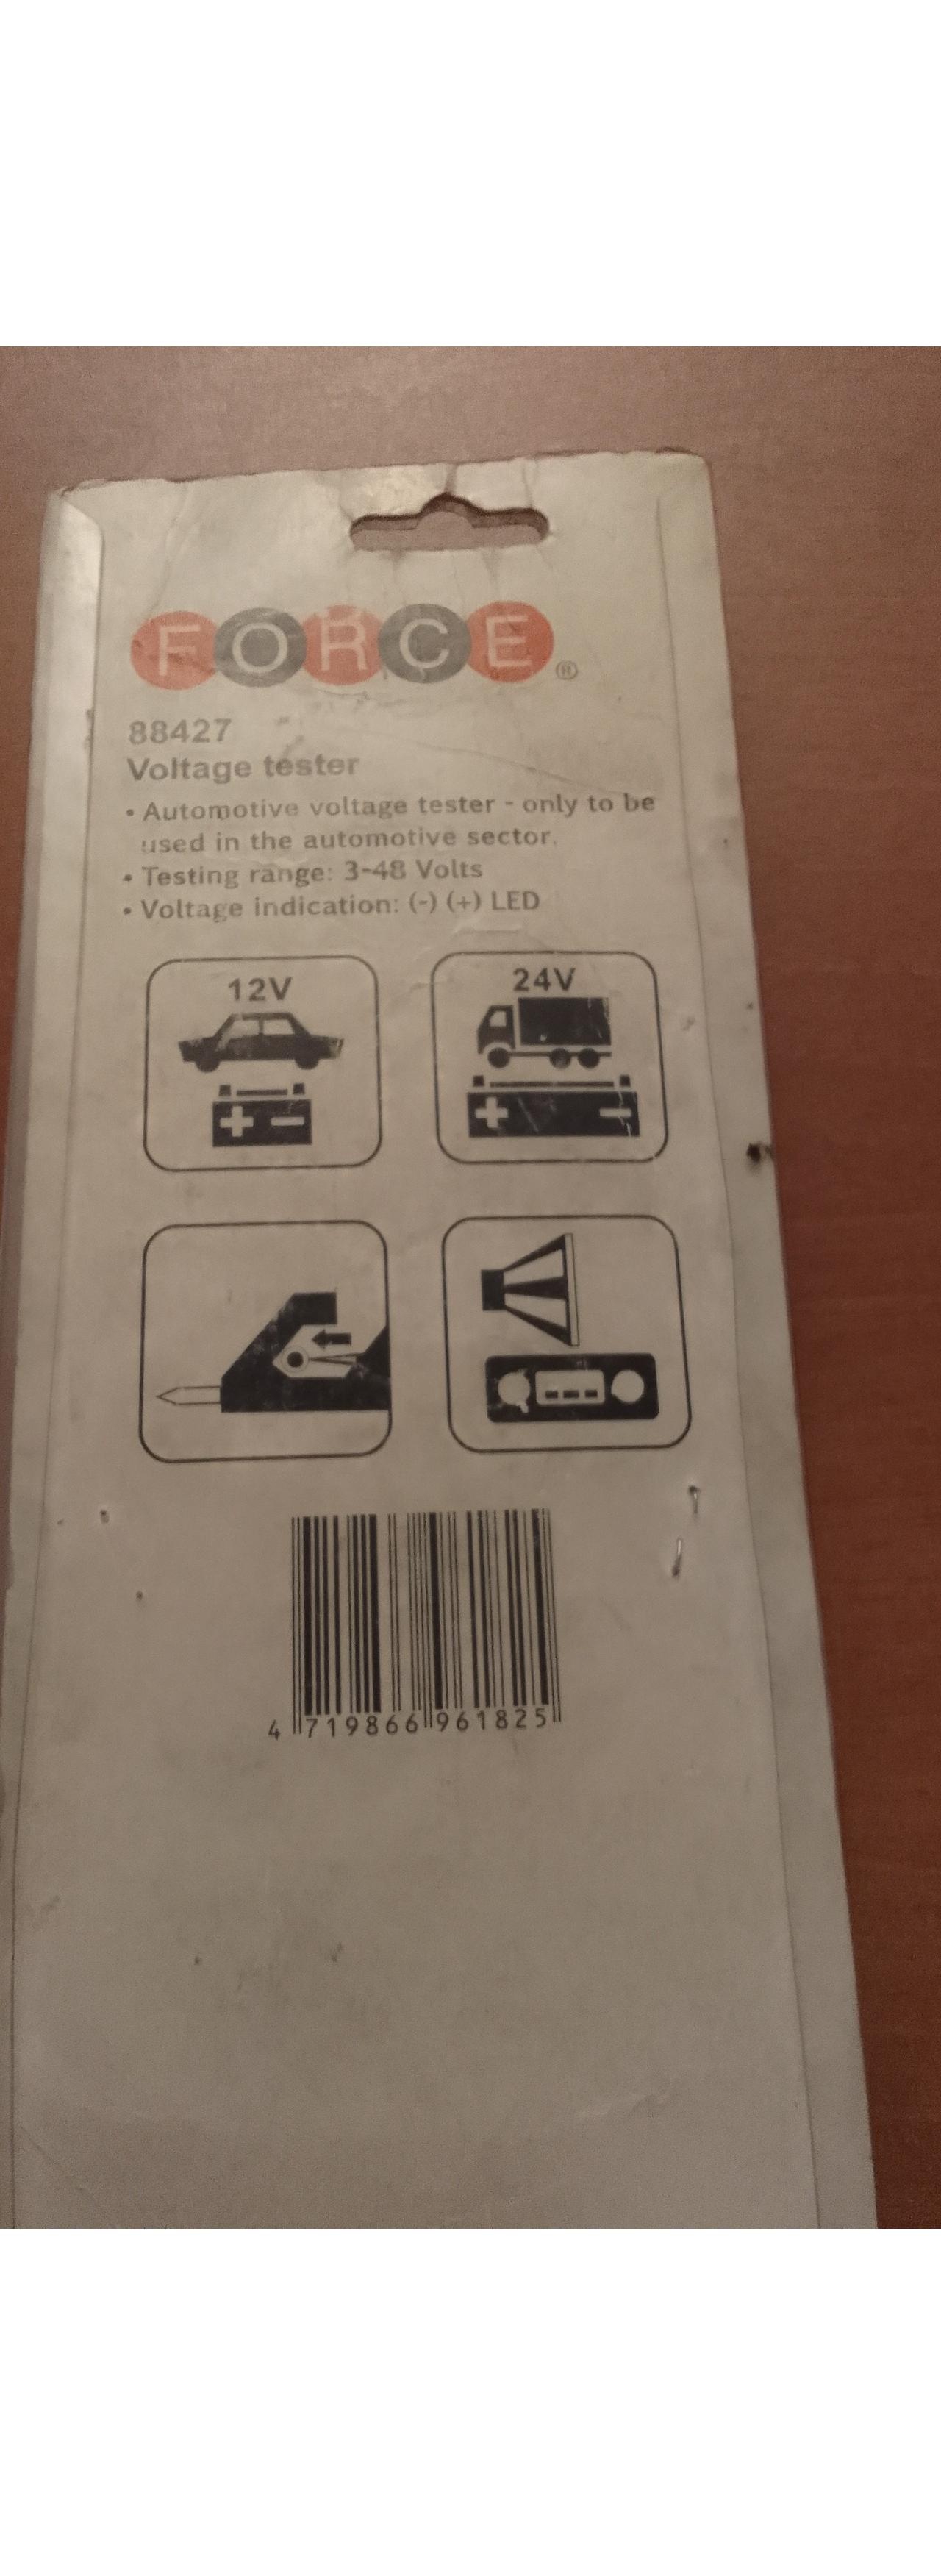 FORCE ®
88427
Voltage tester
• Automotive voltage tester - only to be
used in the automotive sector.
• Testing range: 3-48 Volts
• Voltage indication: (-) (+) LED
12V 24V
+ - + -
4 719866 961825